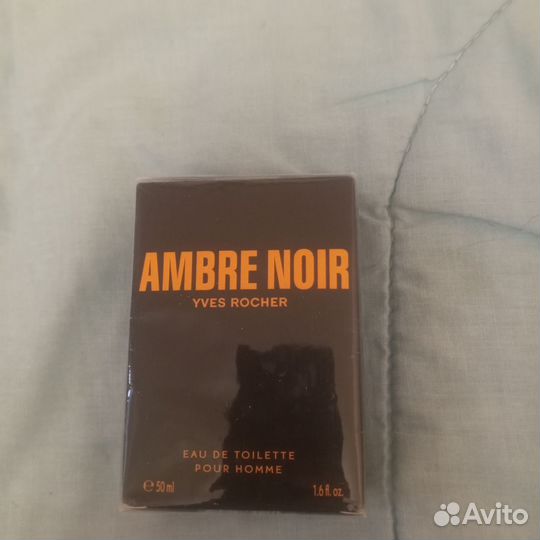 AMBRE NOIR
YVES ROCHER
EAU DE TOILETTE
POUR HOMME
℮ 50 ml 1.6 fl. oz.
Avito